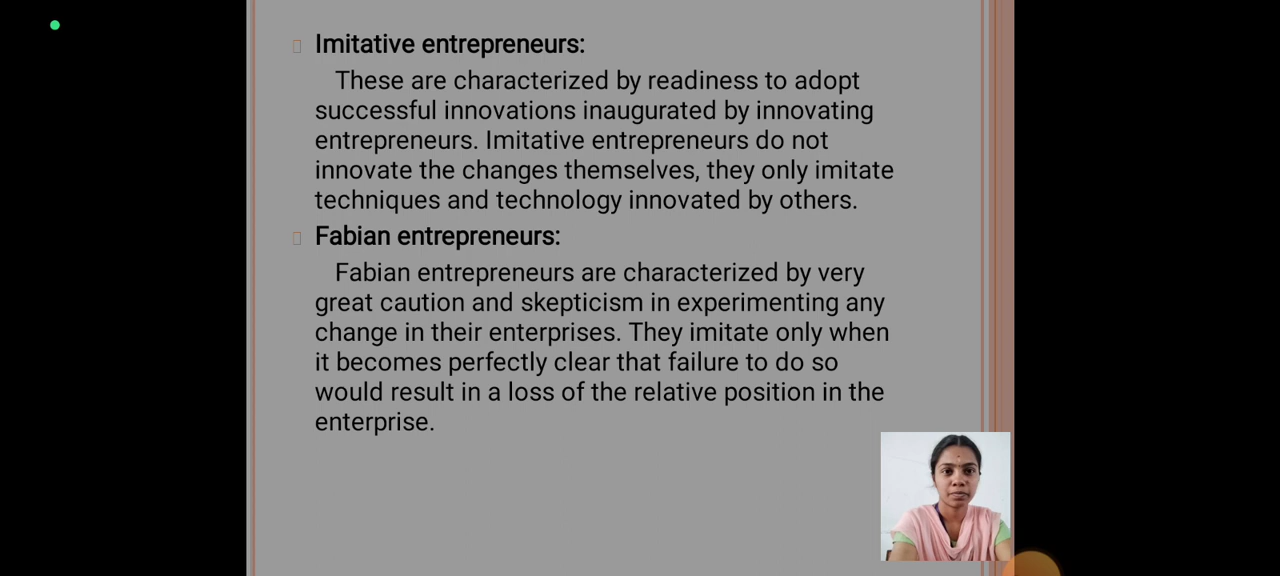 Imitative entrepreneurs:
These are characterized by readiness to adopt
successful innovations inaugurated by innovating
entrepreneurs. Imitative entrepreneurs do not
innovate the changes themselves, they only imitate
techniques and technology innovated by others.
Fabian entrepreneurs:
Fabian entrepreneurs are characterized by very
great caution and skepticism in experimenting any
change in their enterprises. They imitate only when
it becomes perfectly clear that failure to do so
would result in a loss of the relative position in the
enterprise.